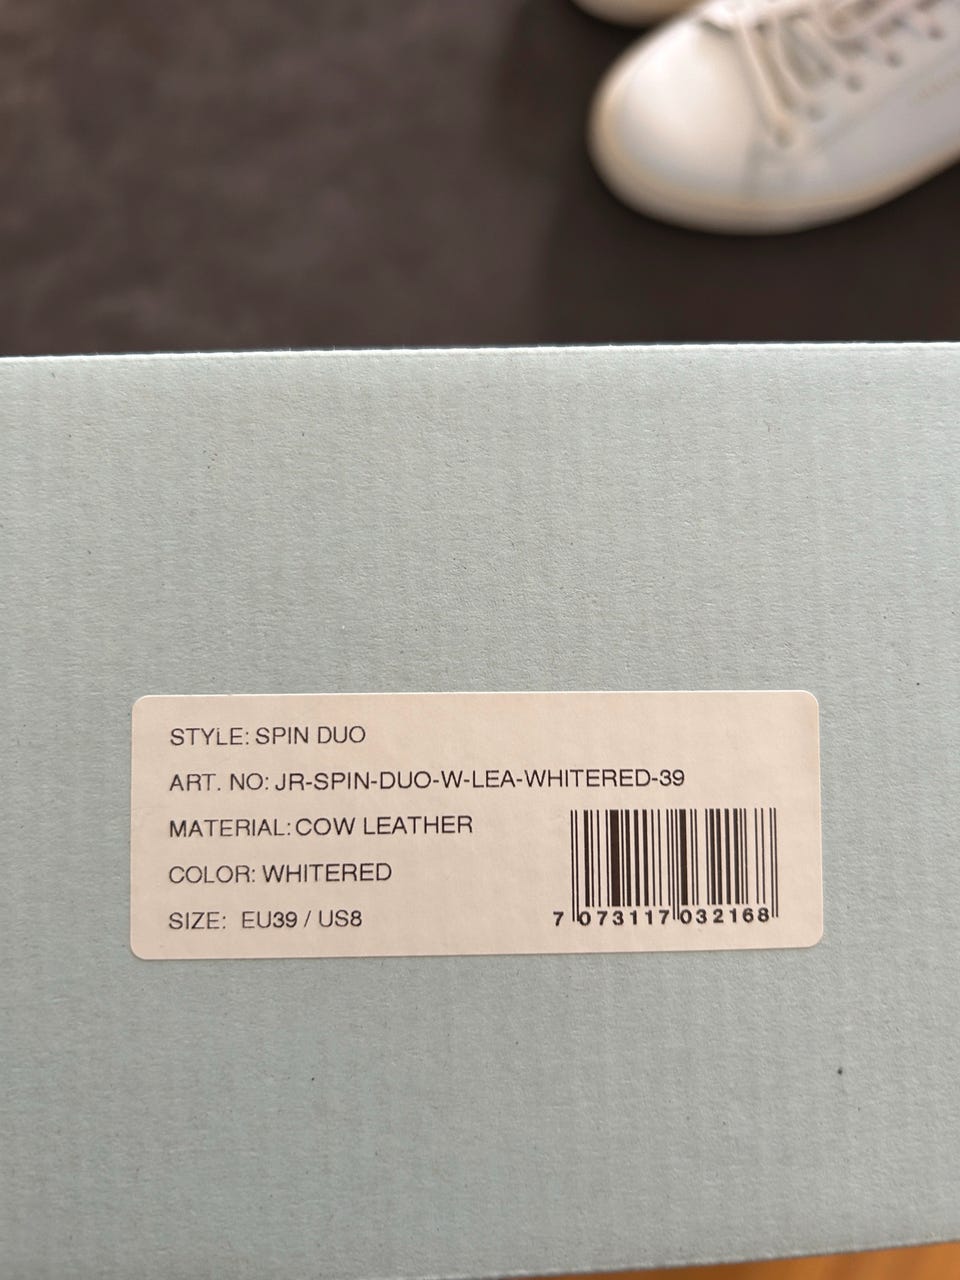 STYLE: SPIN DUO
ART. NO: JR-SPIN-DUO-W-LEA-WHITERED-39
MATERIAL: COW LEATHER
COLOR: WHITERED
SIZE: EU39 / US8
7 073117 032168